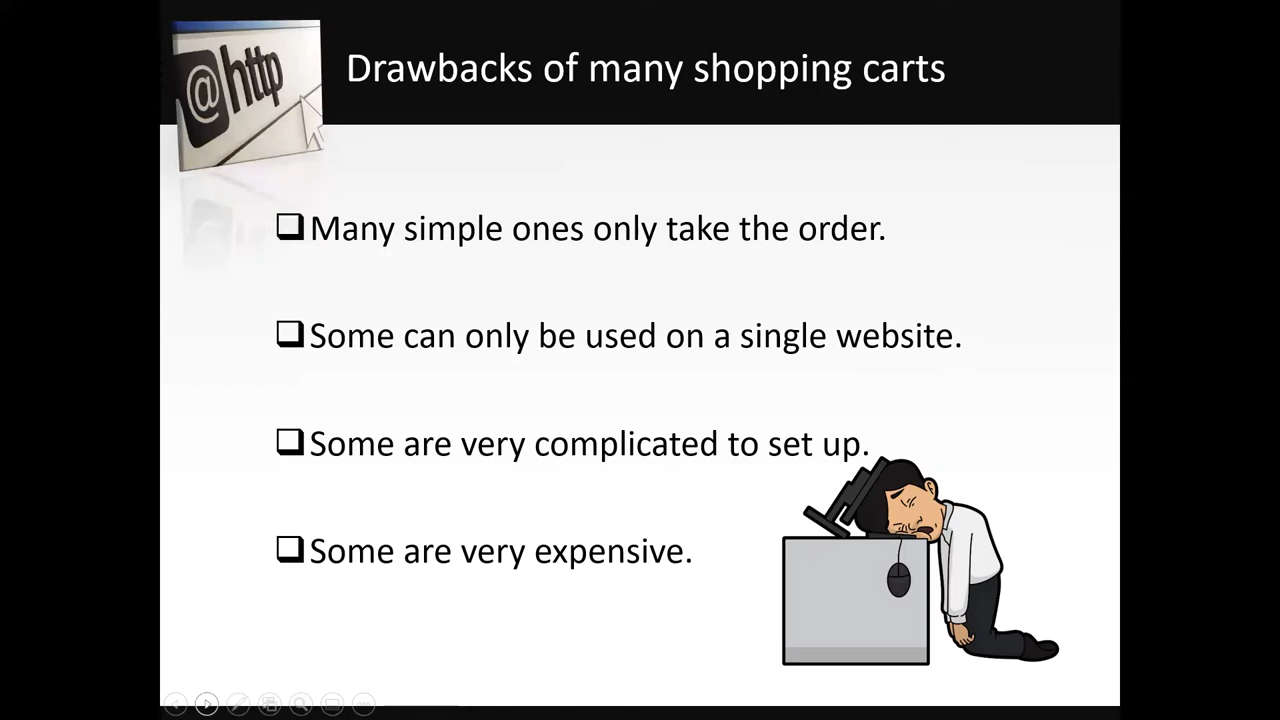 @http
Drawbacks of many shopping carts
Many simple ones only take the order.
Some can only be used on a single website.
Some are very complicated to set up.
Some are very expensive.